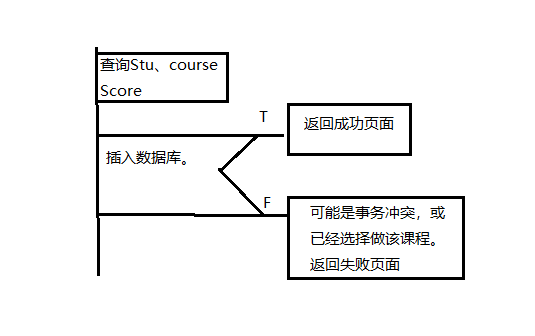 查询Stu、course
Score
T
返回成功页面
插入数据库。
F
可能是事务冲突，或
已经选择做该课程。
返回失败页面